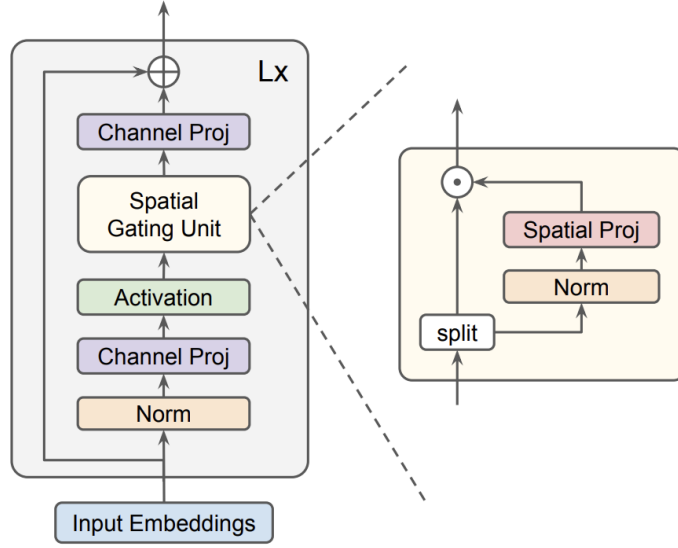 Lx
Channel Proj
Spatial
Gating Unit
Activation
Channel Proj
Norm
Input Embeddings
Spatial Proj
Norm
split